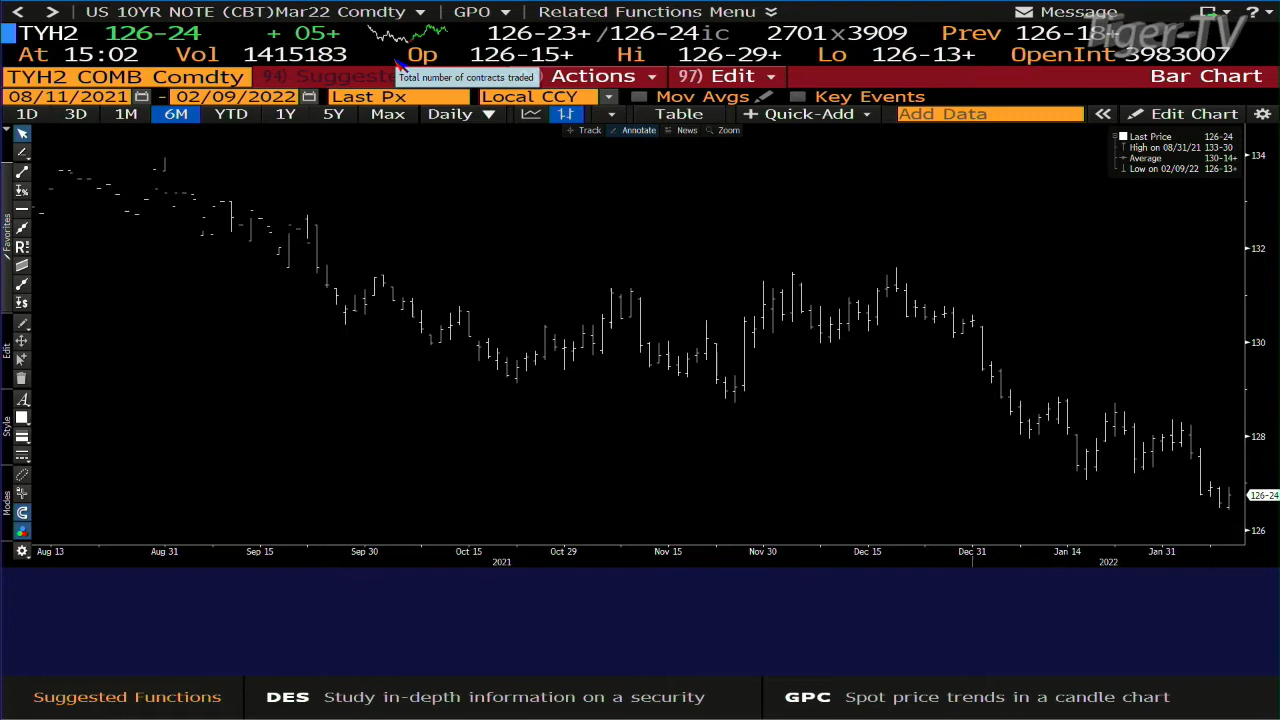 US 10YR NOTE (CBT)Mar22 Comdty GPO Related Functions Menu Message ?
TYH2 126-24 + 05+ 126-23+/126-24ic 2701x3909 Prev 126-18+
Tiger-TV
At 15:02 Vol 1415183 Op 126-15+ Hi 126-29+ Lo 126-13+ OpenInt 3983007
TYH2 COMB Comdty 94) Suggeste Actions 97) Edit Bar Chart
Total number of contracts traded
08/11/2021 - 02/09/2022 Last Px Local CCY Mov Avgs Key Events
1D 3D 1M 6M YTD 1Y 5Y Max Daily Table + Quick-Add Add Data Edit Chart
Track Annotate News Zoom
Last Price 126-24
High on 08/31/21 133-30
Average 130-14+
Low on 02/09/22 126-13+
134
132
130
128
126-24
126
Favorites
Edit
Style
Modes
Aug 13 Aug 31 Sep 15 Sep 30 Oct 15 Oct 29 Nov 15 Nov 30 Dec 15 Dec 31 Jan 14 Jan 31
2021 2022
Suggested Functions DES Study in-depth information on a security GPC Spot price trends in a candle chart